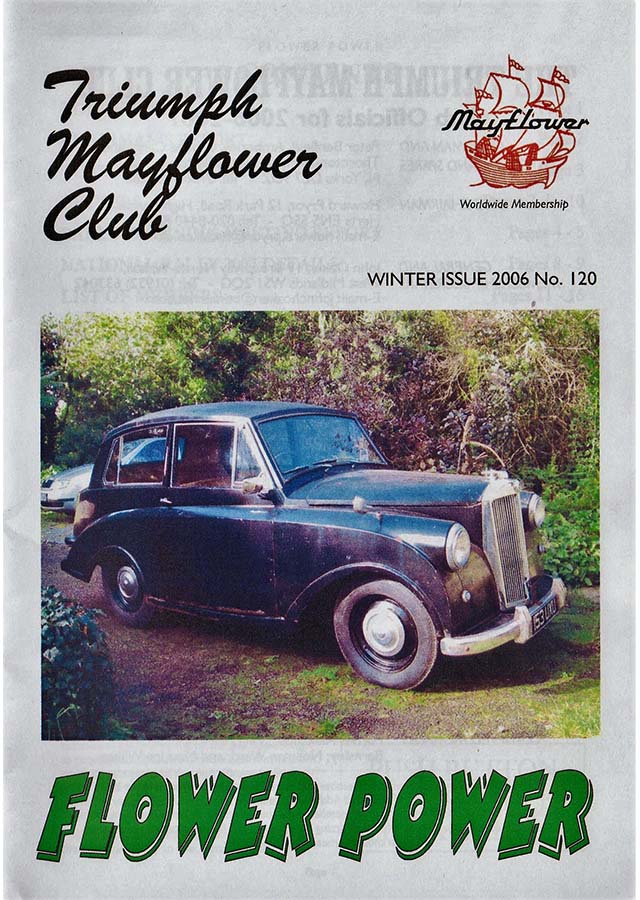 Triumph
Mayflower
Club
Mayflower
Worldwide Membership
WINTER ISSUE 2006 No. 120
FLOWER POWER